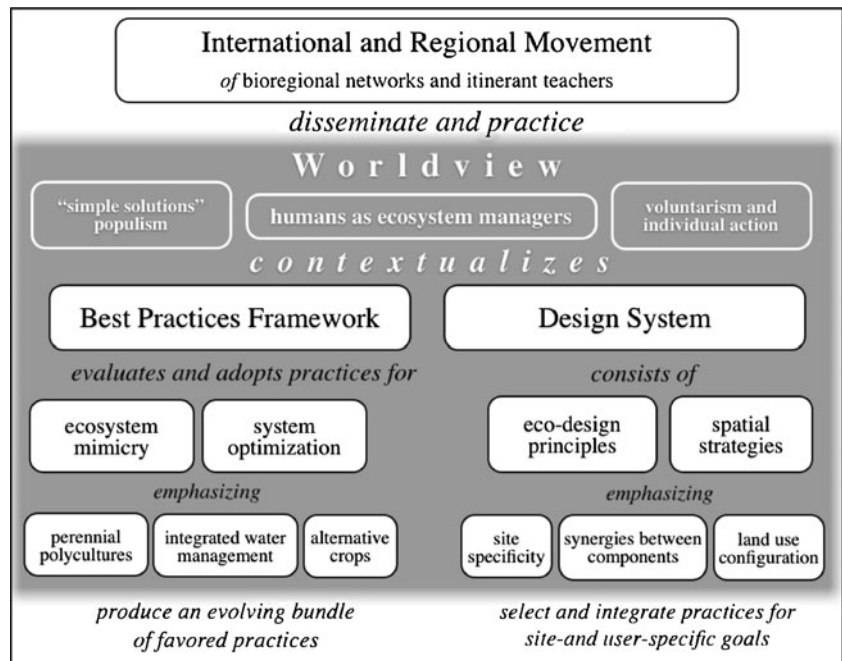 International and Regional Movement
of bioregional networks and itinerant teachers
disseminate and practice
Worldview
"simple solutions"
populism
humans as ecosystem managers
voluntarism and
individual action
contextualizes
Best Practices Framework
Design System
evaluates and adopts practices for
consists of
ecosystem
mimicry
system
optimization
eco-design
principles
spatial
strategies
emphasizing
emphasizing
perennial
polycultures
integrated water
management
alternative
crops
site
specificity
synergies between
components
land use
configuration
produce an evolving bundle
of favored practices
select and integrate practices for
site-and user-specific goals